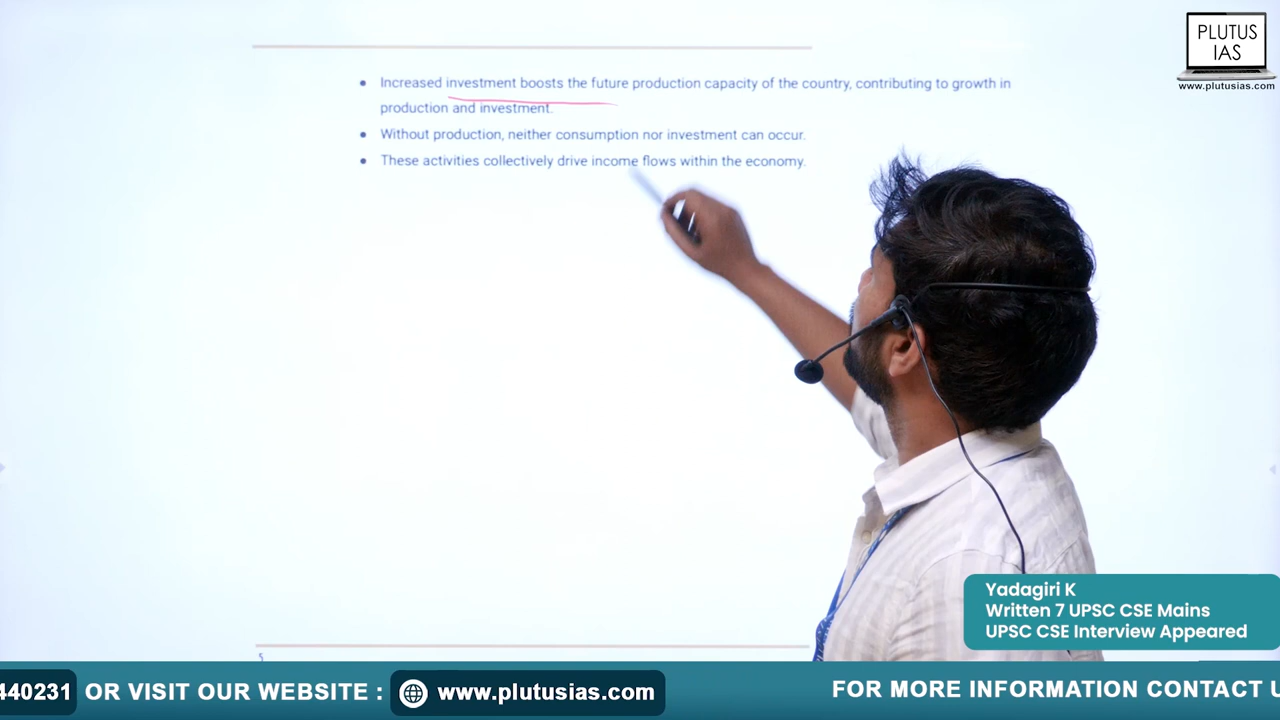 PLUTUS
IAS
www.plutusias.com
• Increased investment boosts the future production capacity of the country, contributing to growth in
production and investment.
• Without production, neither consumption nor investment can occur.
• These activities collectively drive income flows within the economy.
Yadagiri K
Written 7 UPSC CSE Mains
UPSC CSE Interview Appeared
5
440231 OR VISIT OUR WEBSITE : www.plutusias.com FOR MORE INFORMATION CONTACT U